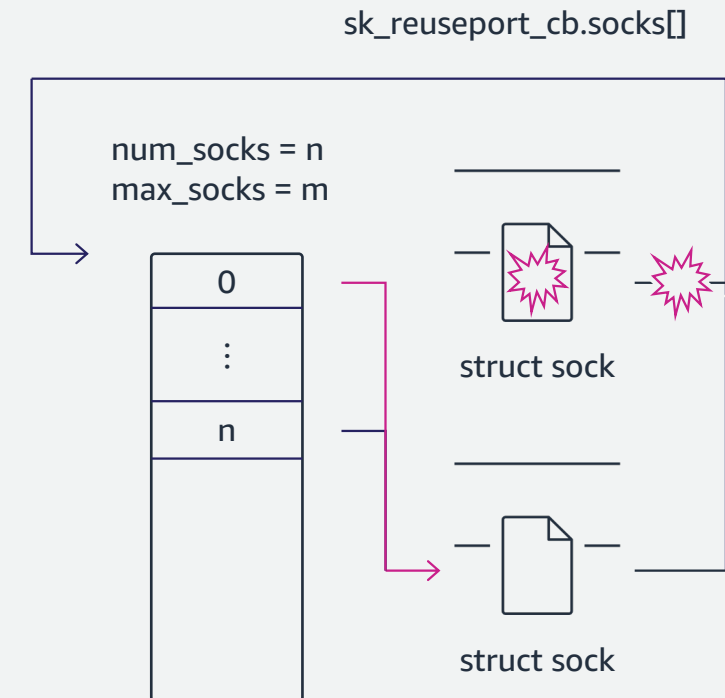 sk_reuseport_cb.socks[]
num_socks = n
max_socks = m
0
⋮
n
struct sock
struct sock